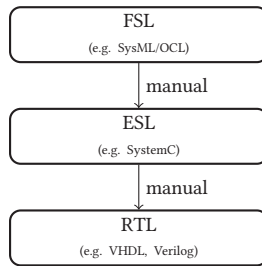 FSL
(e.g. SysML/OCL)
manual
ESL
(e.g. SystemC)
manual
RTL
(e.g. VHDL, Verilog)